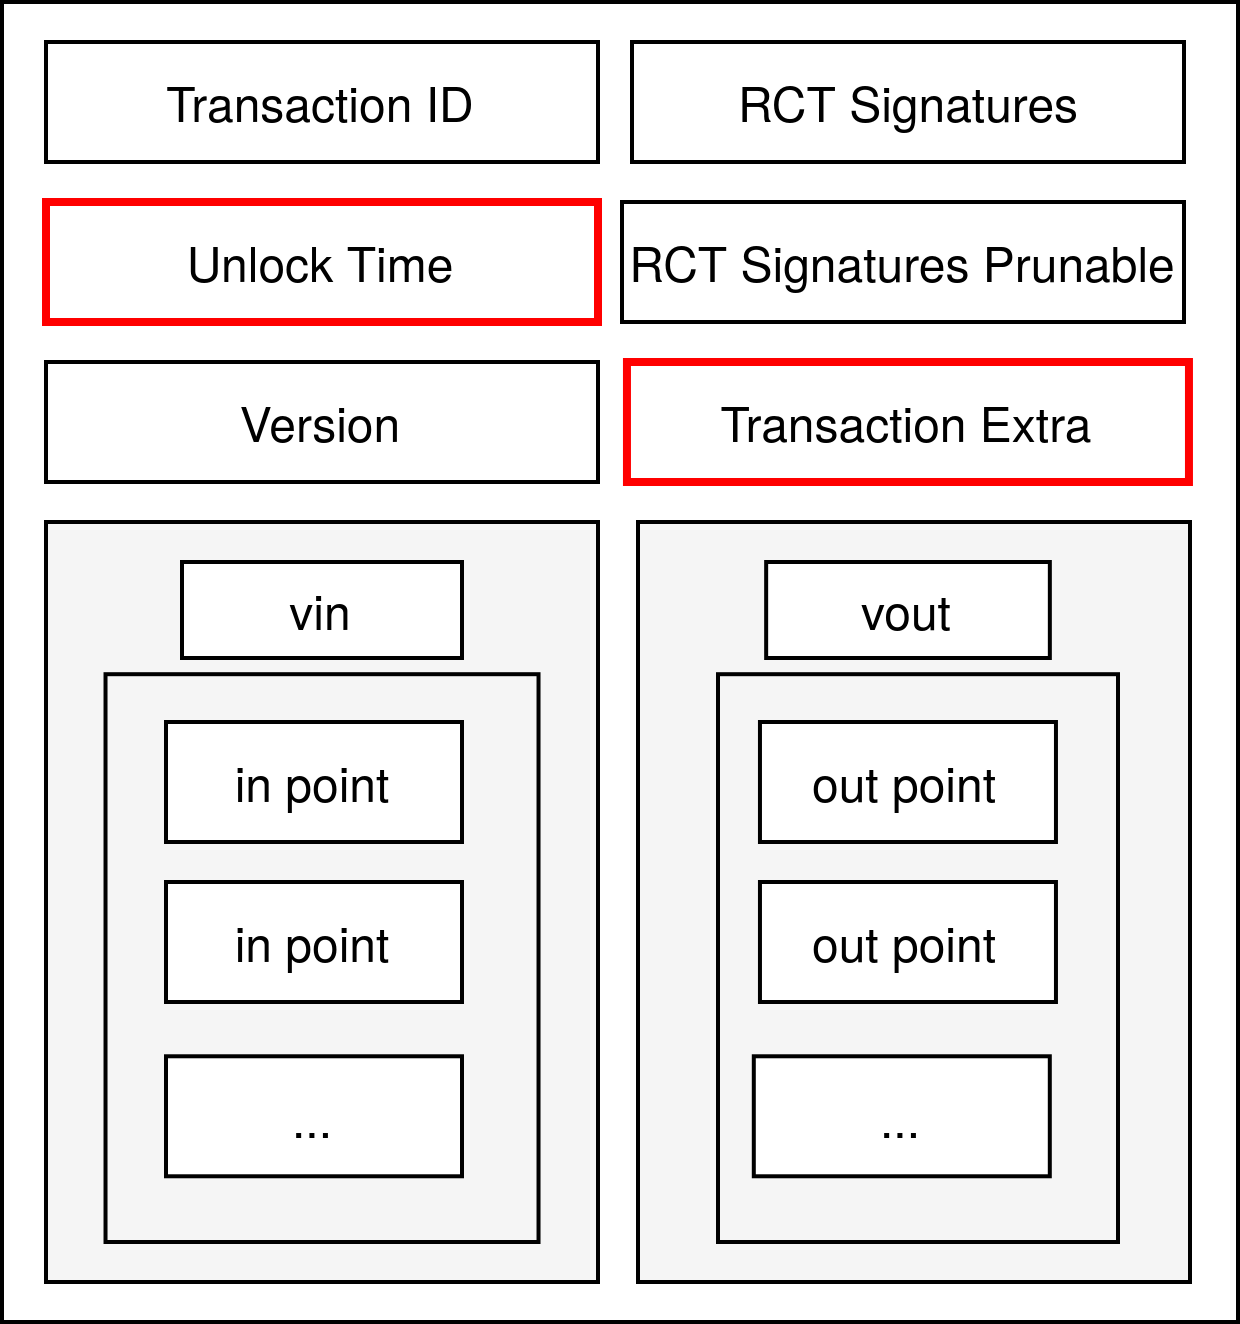 Transaction ID
RCT Signatures
Unlock Time
RCT Signatures Prunable
Version
Transaction Extra
vin
in point
in point
...
vout
out point
out point
...